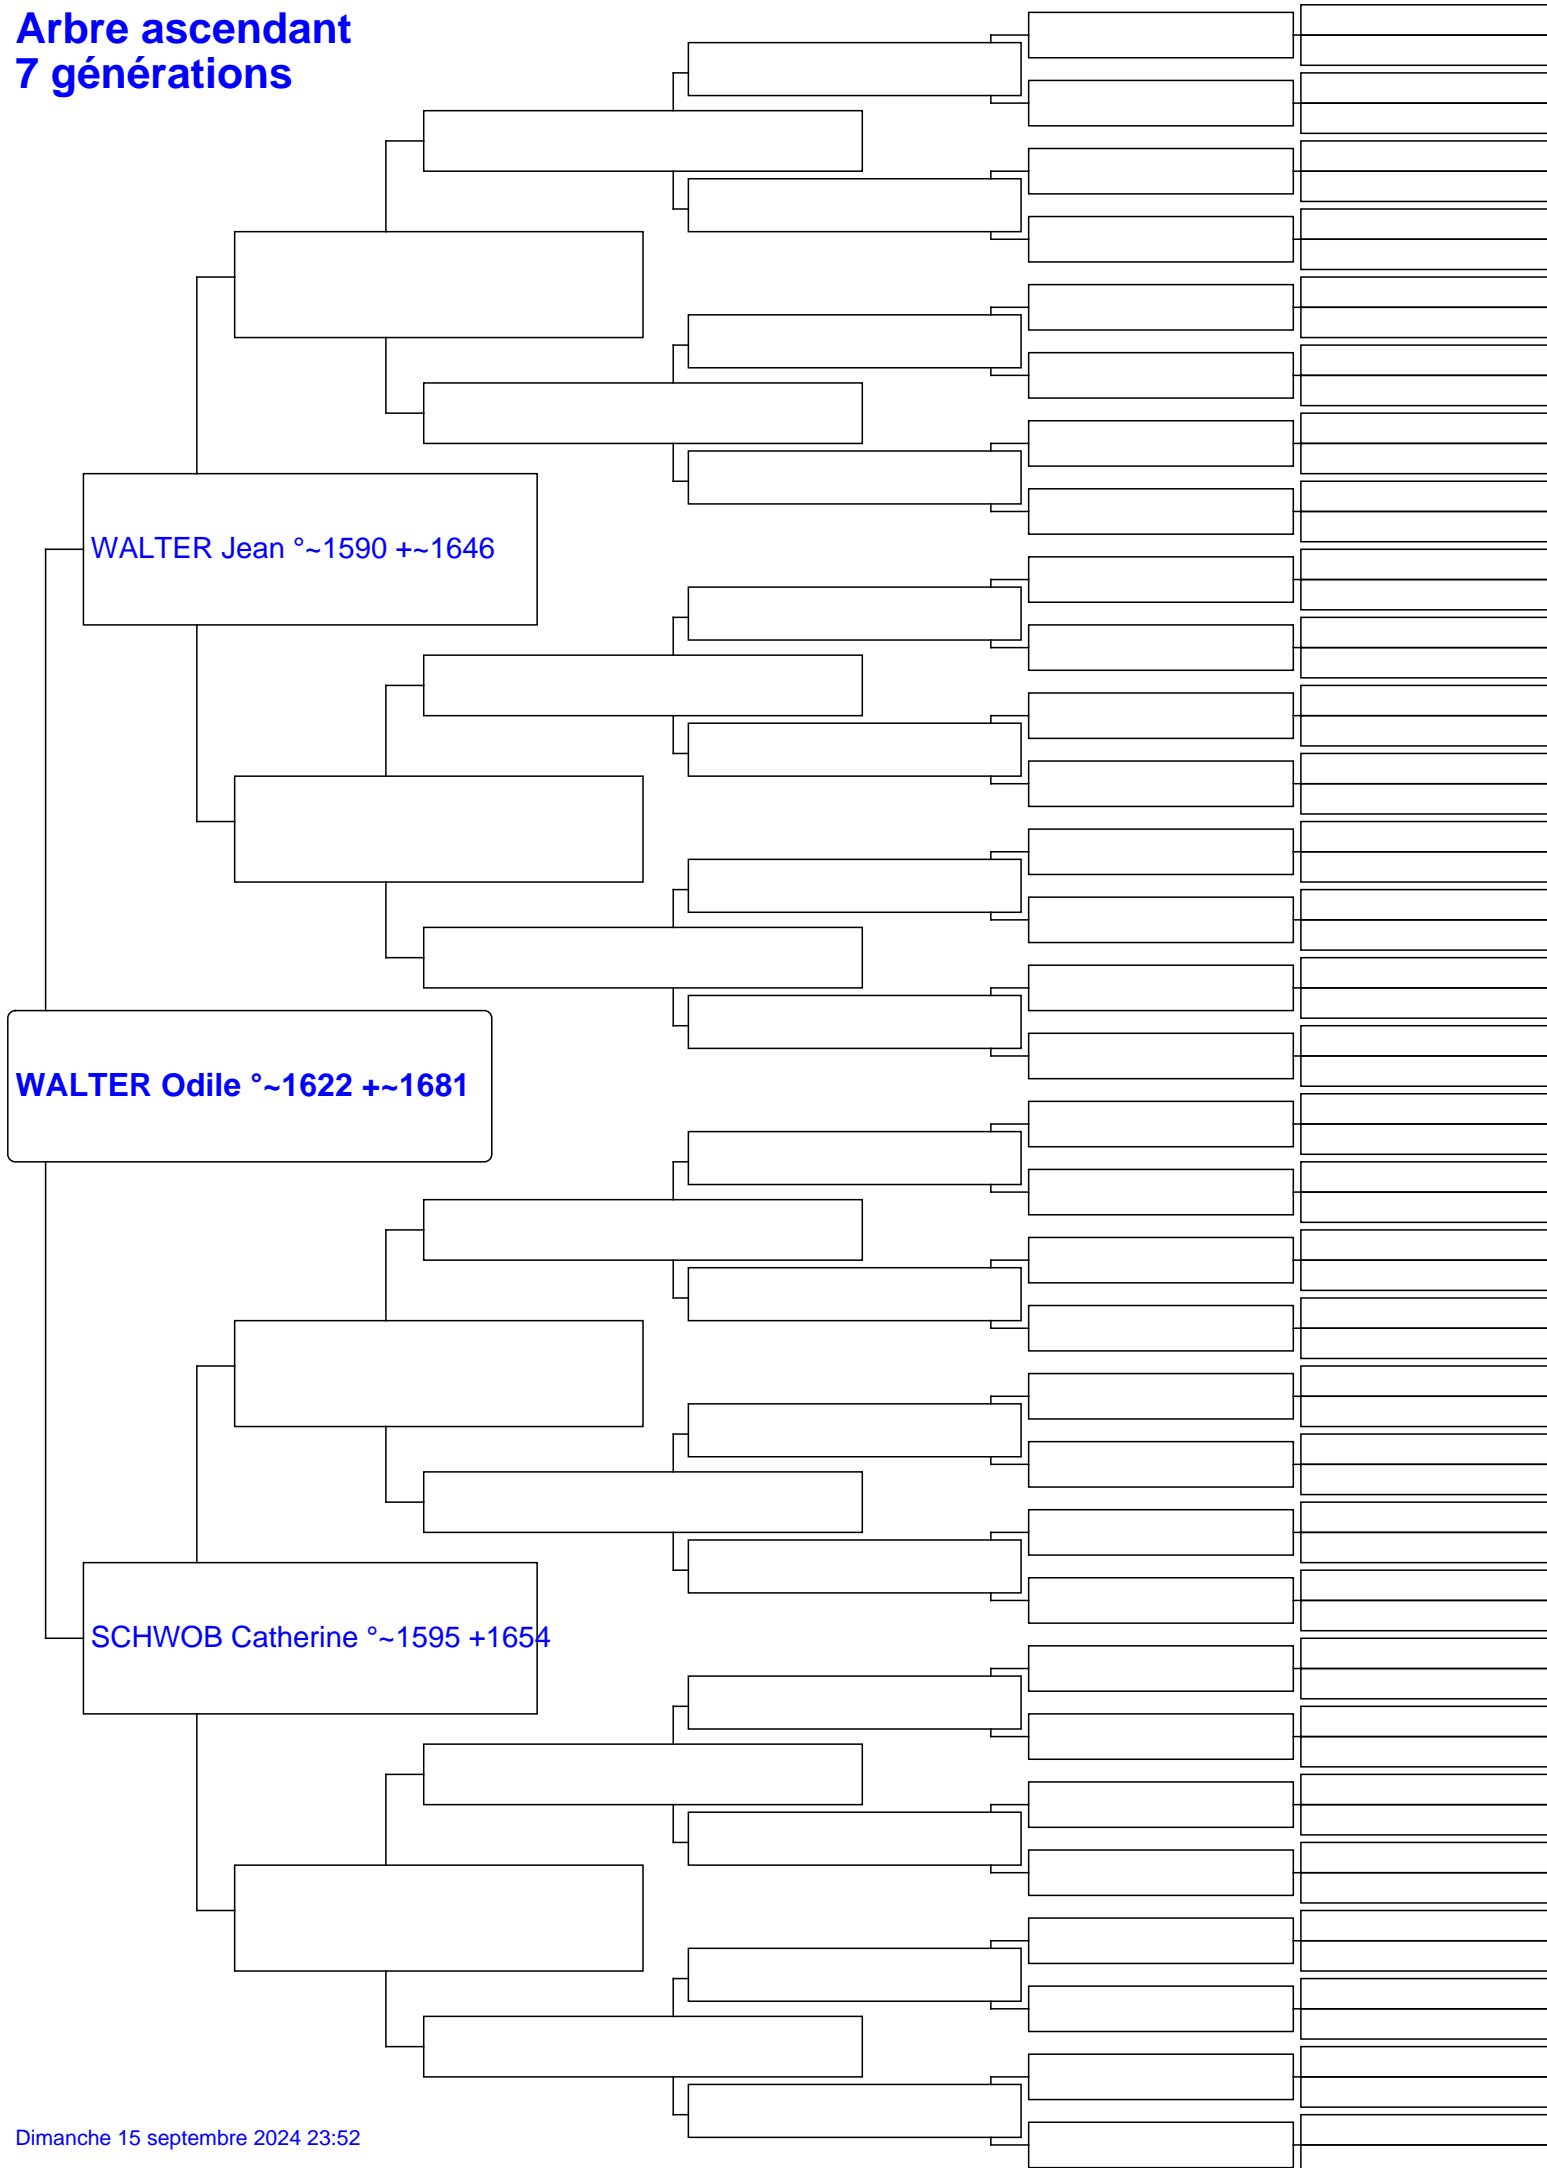 Arbre ascendant
7 générations
WALTER Jean °~1590 +~1646
WALTER Odile °~1622 +~1681
SCHWOB Catherine °~1595 +1654
Dimanche 15 septembre 2024 23:52